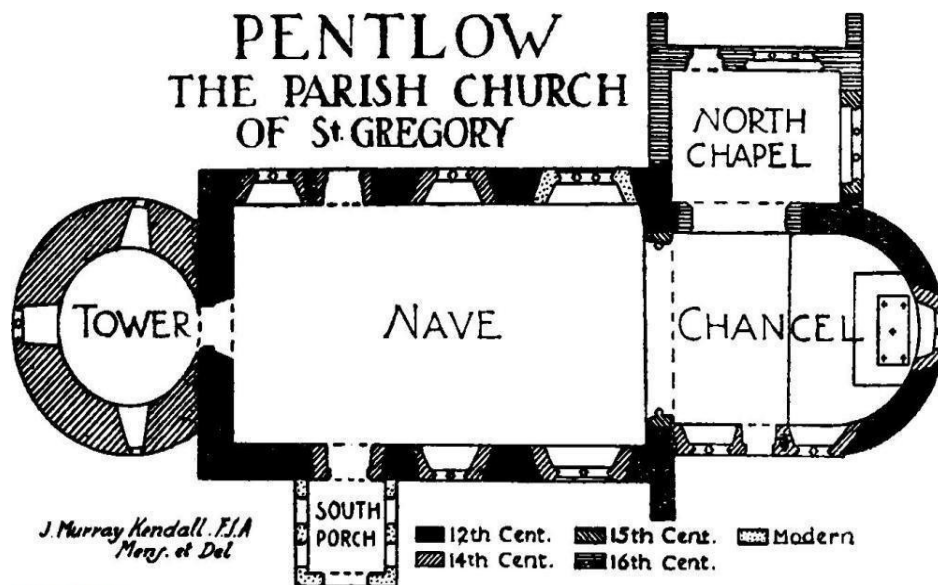 PENTLOW
THE PARISH CHURCH
OF St. GREGORY
NORTH
CHAPEL
TOWER
NAVE
CHANCEL
SOUTH
PORCH
J. Murray Kendall. F.S.A
Mens. et Del
12th Cent.
15th Cent.
Modern
14th Cent.
16th Cent.